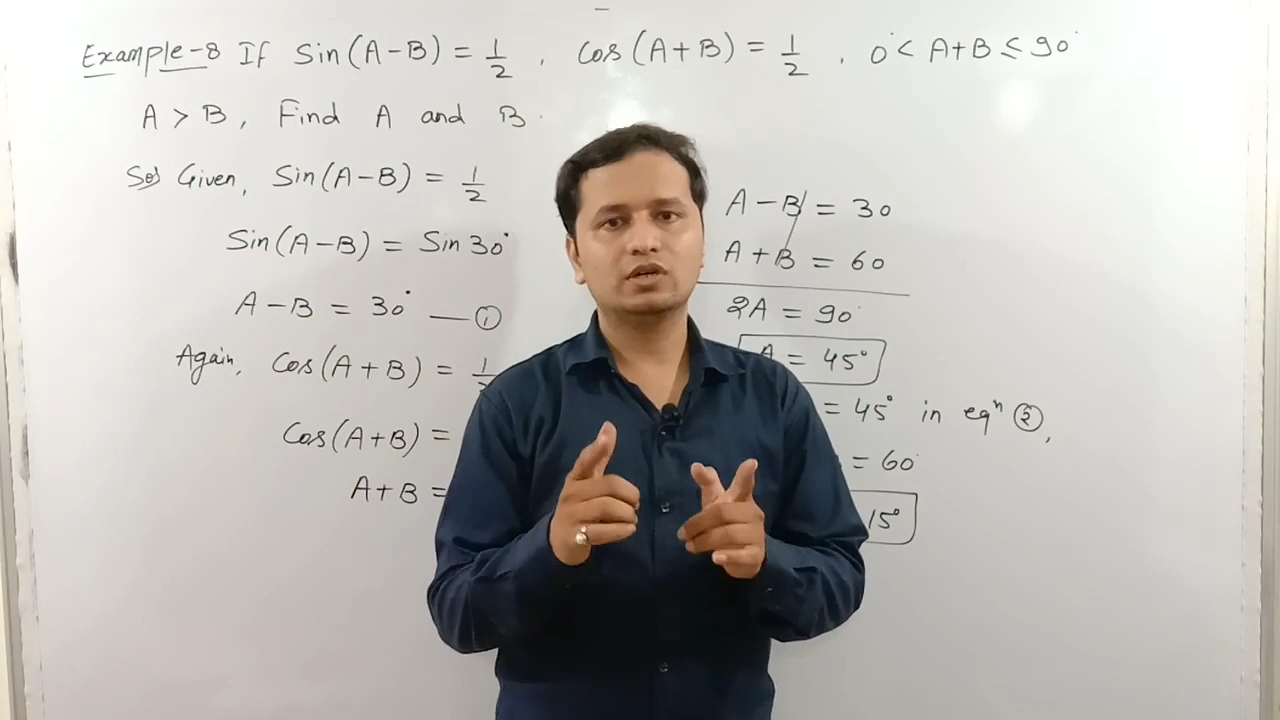 Example-8 If Sin(A-B) = 1/2 , Cos(A+B) = 1/2 , 0° < A+B ≤ 90°
A > B, Find A and B.
Sol Given, Sin(A-B) = 1/2
Sin(A-B) = Sin 30°
A-B = 30° — ①
Again, Cos(A+B) = 1
Cos(A+B) =
A+B =
A-B = 30
A+B = 60
2A = 90°
A = 45°
= 45° in eqⁿ ②,
= 60°
15°